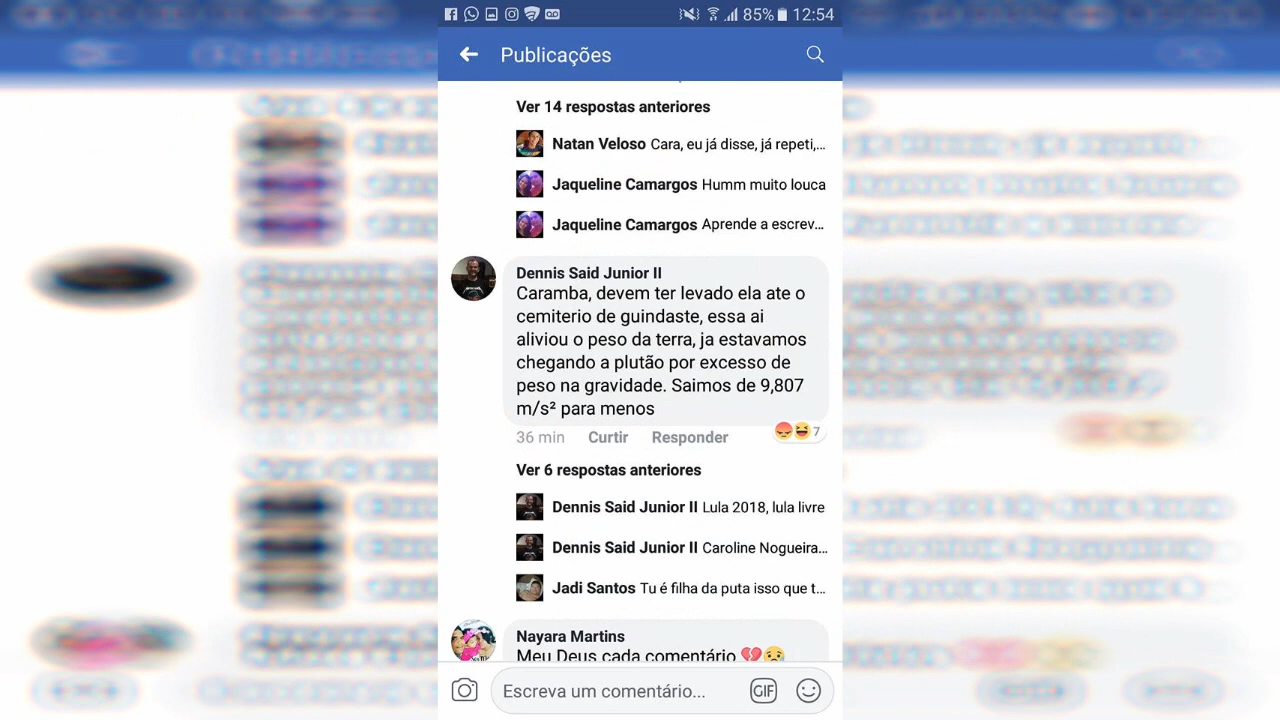 85% 12:54
Publicações
Ver 14 respostas anteriores
Natan Veloso Cara, eu já disse, já repeti,...
Jaqueline Camargos Humm muito louca
Jaqueline Camargos Aprende a escrev...
Dennis Said Junior II
Caramba, devem ter levado ela ate o
cemiterio de guindaste, essa ai
aliviou o peso da terra, ja estavamos
chegando a plutão por excesso de
peso na gravidade. Saimos de 9,807
m/s² para menos
36 min Curtir Responder 7
Ver 6 respostas anteriores
Dennis Said Junior II Lula 2018, lula livre
Dennis Said Junior II Caroline Nogueira...
Jadi Santos Tu é filha da puta isso que t...
Nayara Martins
Meu Deus cada comentário 💔😢
Escreva um comentário... GIF